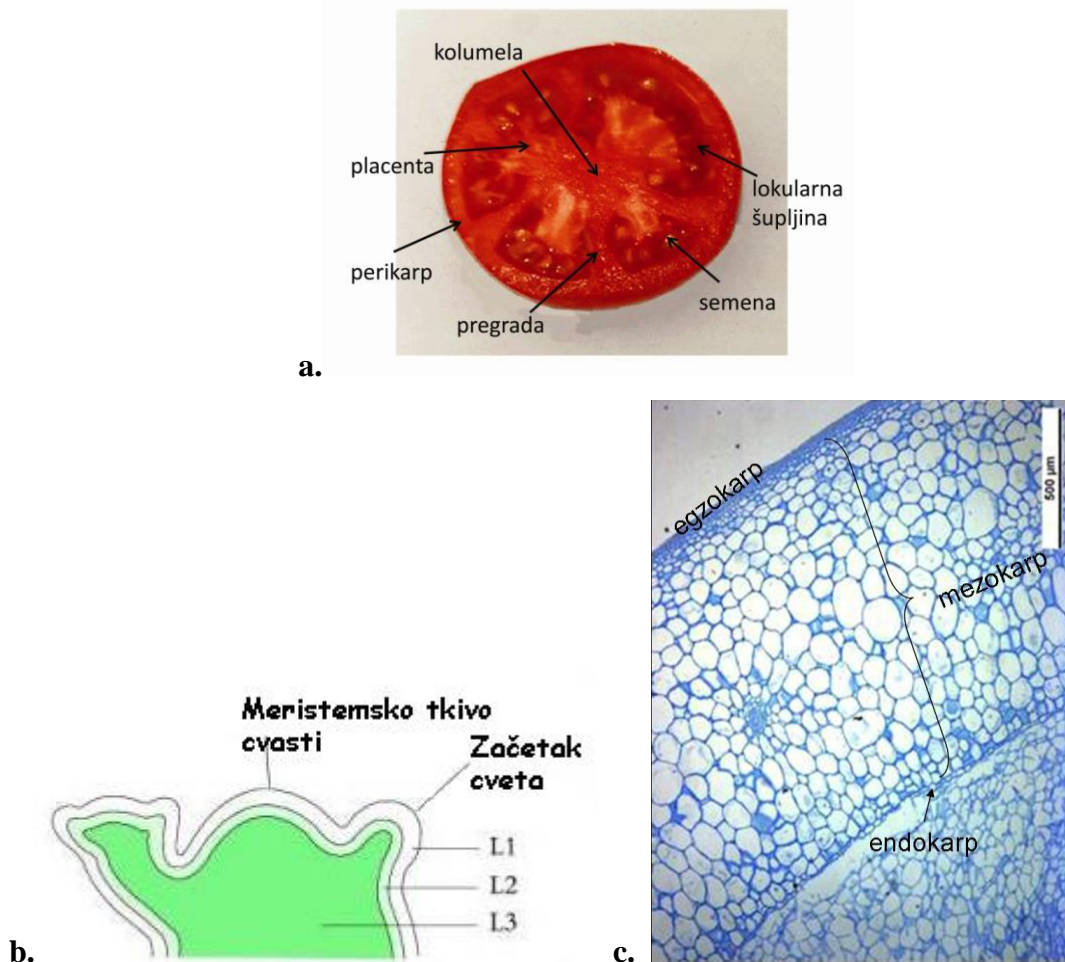 kolumela
placenta
lokularna
šupljina
perikarp
semena
pregrada
a.
egzokarp
500 µm
mezokarp
endokarp
Meristemsko tkivo
cvasti
Začetak
cveta
L1
L2
L3
b.
c.